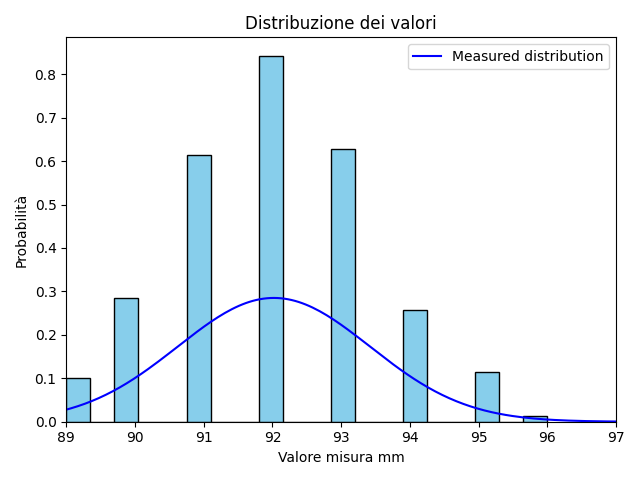 Distribuzione dei valori
Measured distribution
Probabilità
0.8
0.7
0.6
0.5
0.4
0.3
0.2
0.1
0.0
89 90 91 92 93 94 95 96 97
Valore misura mm